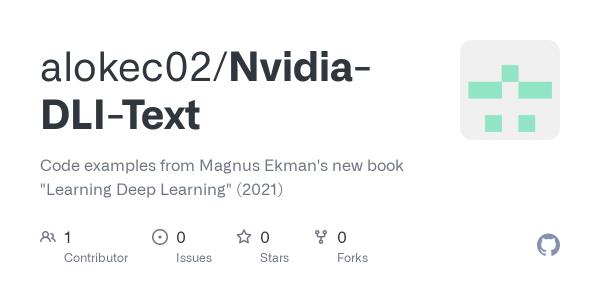 alokec02/Nvidia-
DLI-Text
Code examples from Magnus Ekman's new book
"Learning Deep Learning" (2021)
1 0 0 0
Contributor Issues Stars Forks